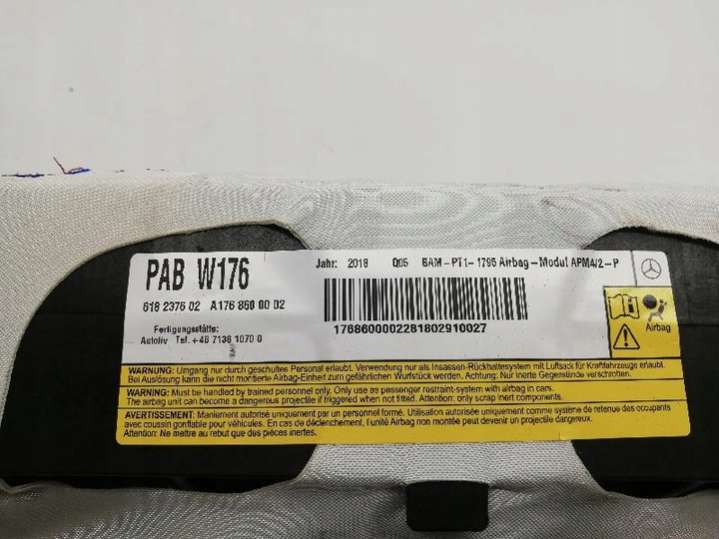 PAB W176
Jahr: 2018 Q05 BAM-PT1-1795 Airbag-Modul APM4/2-P
618 2376 02 A176 860 00 02
17686000022B1802910027
Fertigungsstätte:
Autoliv Tel. +49 7136 1070 0
Airbag
WARNUNG: Umgang nur durch geschultes Personal erlaubt. Verwendung nur als Insassen-Rückhaltesystem mit Luftsack für Kraftfahrzeuge erlaubt.
Bei Auslösung kann die nicht montierte Airbag-Einheit zum gefährlichen Wurfstück werden. Achtung: Nur inerte Gegenstände verschrotten.
WARNING: Must be handled by trained personnel only. Only use as passenger restraint-system with airbag in cars.
The airbag unit can become a dangerous projectile if triggered when not fitted. Attention: only scrap inert components.
AVERTISSEMENT: Maniement autorisé uniquement par un personnel formé. Utilisation autorisée uniquement comme système de retenue des occupants
avec coussin gonflable pour véhicules. En cas de déclenchement, l'unité Airbag non montée peut devenir un projectile dangereux.
Attention: Ne mettre au rebut que des pièces inertes.